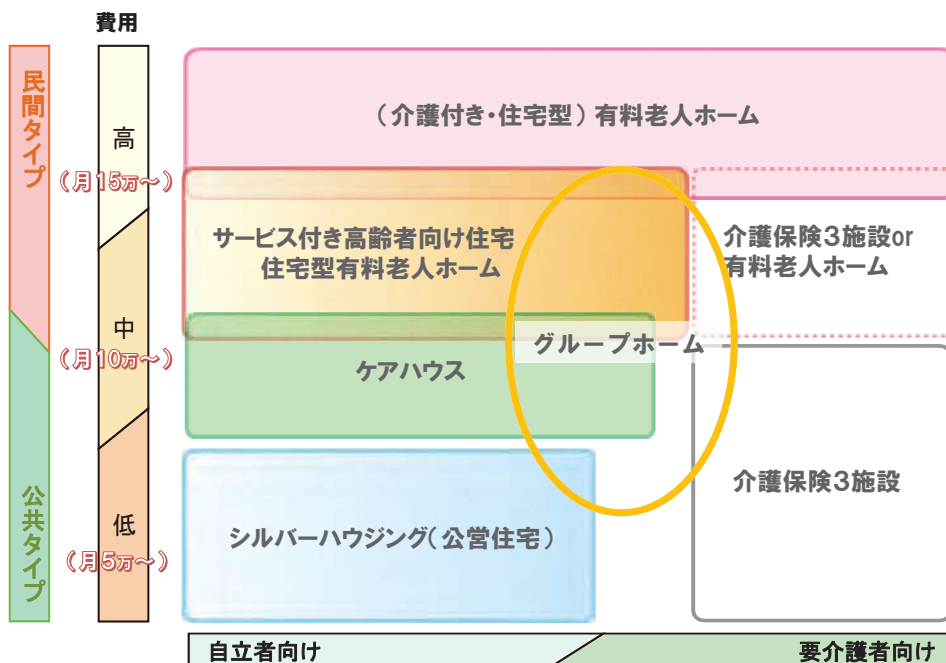 費用
民間タイプ
公共タイプ
高
(月15万～)
中
(月10万～)
低
(月5万～)
(介護付き・住宅型)有料老人ホーム
サービス付き高齢者向け住宅
住宅型有料老人ホーム
介護保険3施設or
有料老人ホーム
グループホーム
ケアハウス
介護保険3施設
シルバーハウジング(公営住宅)
自立者向け
要介護者向け